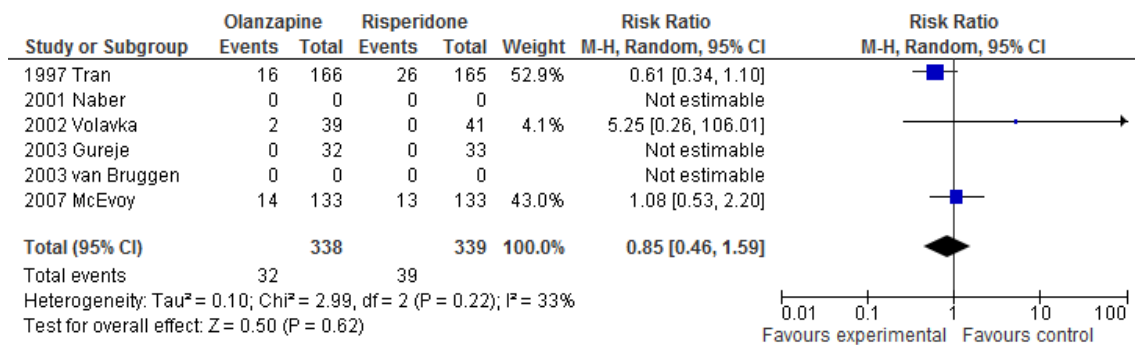 Olanzapine Risperidone Risk Ratio Risk Ratio
Study or Subgroup Events Total Events Total Weight M-H, Random, 95% CI M-H, Random, 95% CI
1997 Tran 16 166 26 165 52.9% 0.61 [0.34, 1.10]
2001 Naber 0 0 0 0 Not estimable
2002 Volavka 2 39 0 41 4.1% 5.25 [0.26, 106.01]
2003 Gureje 0 32 0 33 Not estimable
2003 van Bruggen 0 0 0 0 Not estimable
2007 McEvoy 14 133 13 133 43.0% 1.08 [0.53, 2.20]
Total (95% CI) 338 339 100.0% 0.85 [0.46, 1.59]
Total events 32 39
Heterogeneity: Tau² = 0.10; Chi² = 2.99, df = 2 (P = 0.22); I² = 33%
Test for overall effect: Z = 0.50 (P = 0.62)
0.01 0.1 1 10 100
Favours experimental Favours control